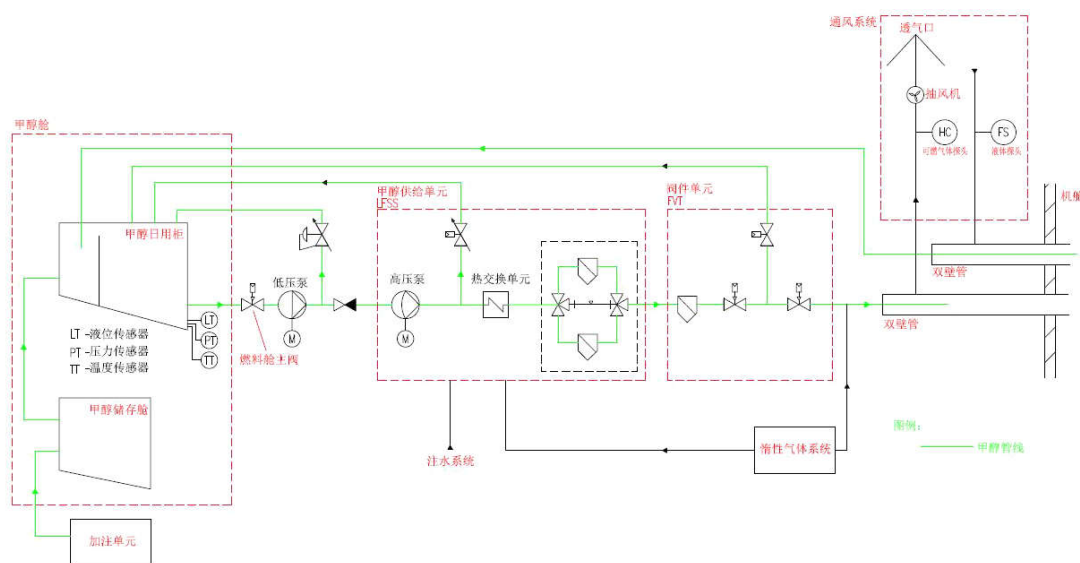 通风系统
透气口
抽风机
HC
FS
可燃气体探头
液体探头
甲醇舱
甲醇供给单元
LFSS
阀件单元
FVT
机舱
甲醇日用柜
低压泵
高压泵
热交换单元
双壁管
双壁管
M
M
LT
PT
TT
LT -液位传感器
PT -压力传感器
TT -温度传感器
燃料舱主阀
甲醇储存舱
注水系统
惰性气体系统
图例：
甲醇管线
加注单元